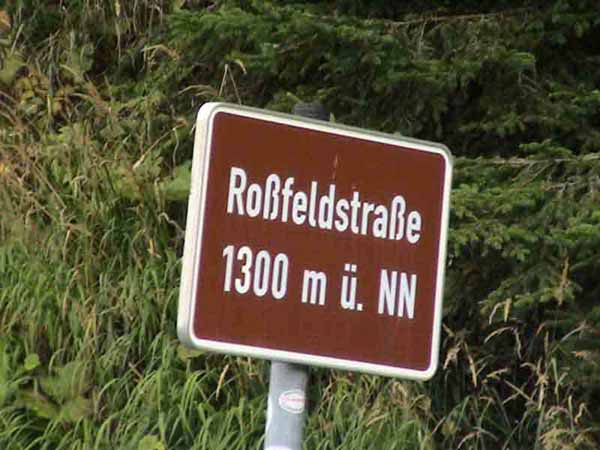 Roßfeldstraße
1300 m ü. NN